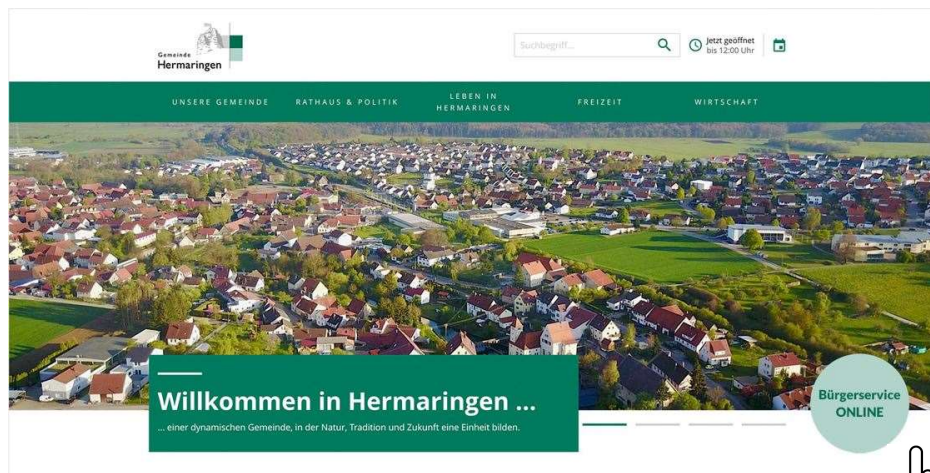 Gemeinde
Hermaringen
Suchbegriff...
Jetzt geöffnet
bis 12:00 Uhr
UNSERE GEMEINDE
RATHAUS & POLITIK
LEBEN IN
HERMARINGEN
FREIZEIT
WIRTSCHAFT
Willkommen in Hermaringen ...
... einer dynamischen Gemeinde, in der Natur, Tradition und Zukunft eine Einheit bilden.
Bürgerservice
ONLINE